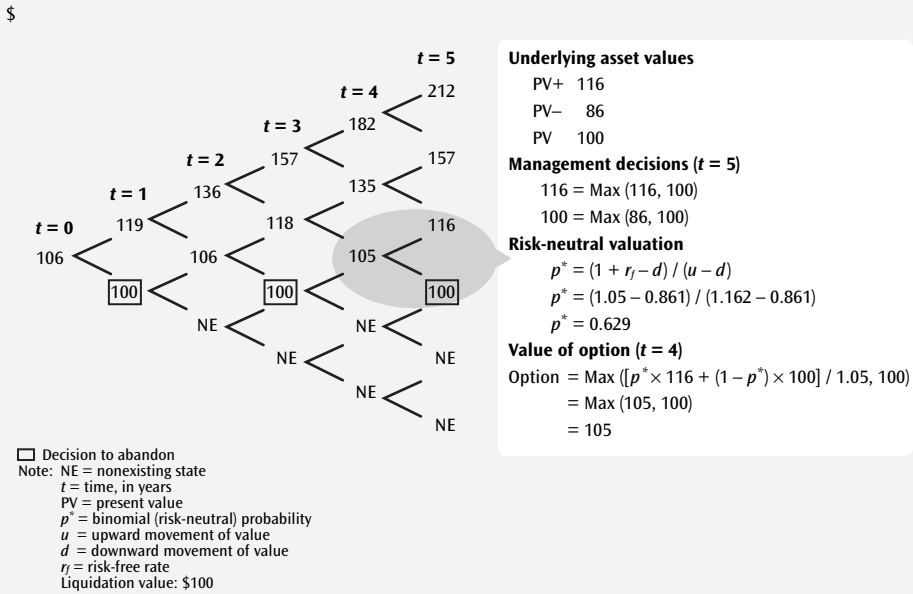 $
t = 5
t = 4
212
t = 3
182
t = 2
157
157
t = 1
136
135
t = 0
119
118
116
106
106
105
100
100
100
NE
NE
NE
NE
NE
NE
Underlying asset values
PV+ 116
PV– 86
PV 100
Management decisions (t = 5)
116 = Max (116, 100)
100 = Max (86, 100)
Risk-neutral valuation
p* = (1 + rf – d) / (u – d)
p* = (1.05 – 0.861) / (1.162 – 0.861)
p* = 0.629
Value of option (t = 4)
Option = Max ([p* × 116 + (1 – p*) × 100] / 1.05, 100)
= Max (105, 100)
= 105
Decision to abandon
Note: NE = nonexisting state
t = time, in years
PV = present value
p* = binomial (risk-neutral) probability
u = upward movement of value
d = downward movement of value
rf = risk-free rate
Liquidation value: $100